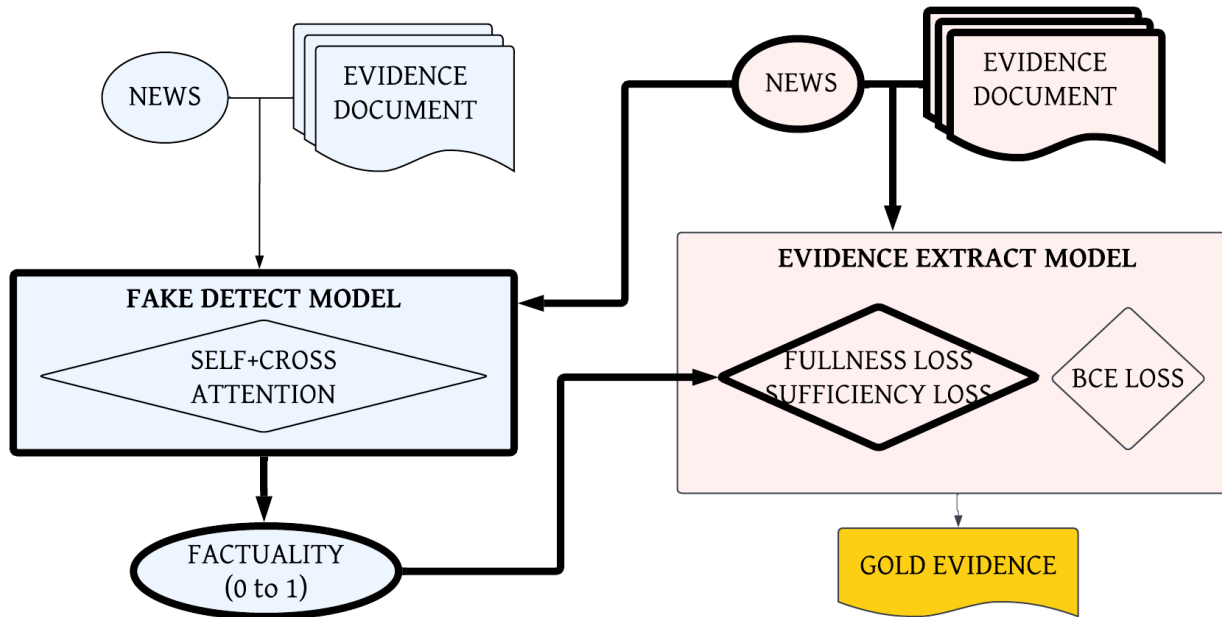 NEWS
EVIDENCE
DOCUMENT
NEWS
EVIDENCE
DOCUMENT
FAKE DETECT MODEL
SELF+CROSS
ATTENTION
EVIDENCE EXTRACT MODEL
FULLNESS LOSS
SUFFICIENCY LOSS
BCE LOSS
FACTUALITY
(0 to 1)
GOLD EVIDENCE